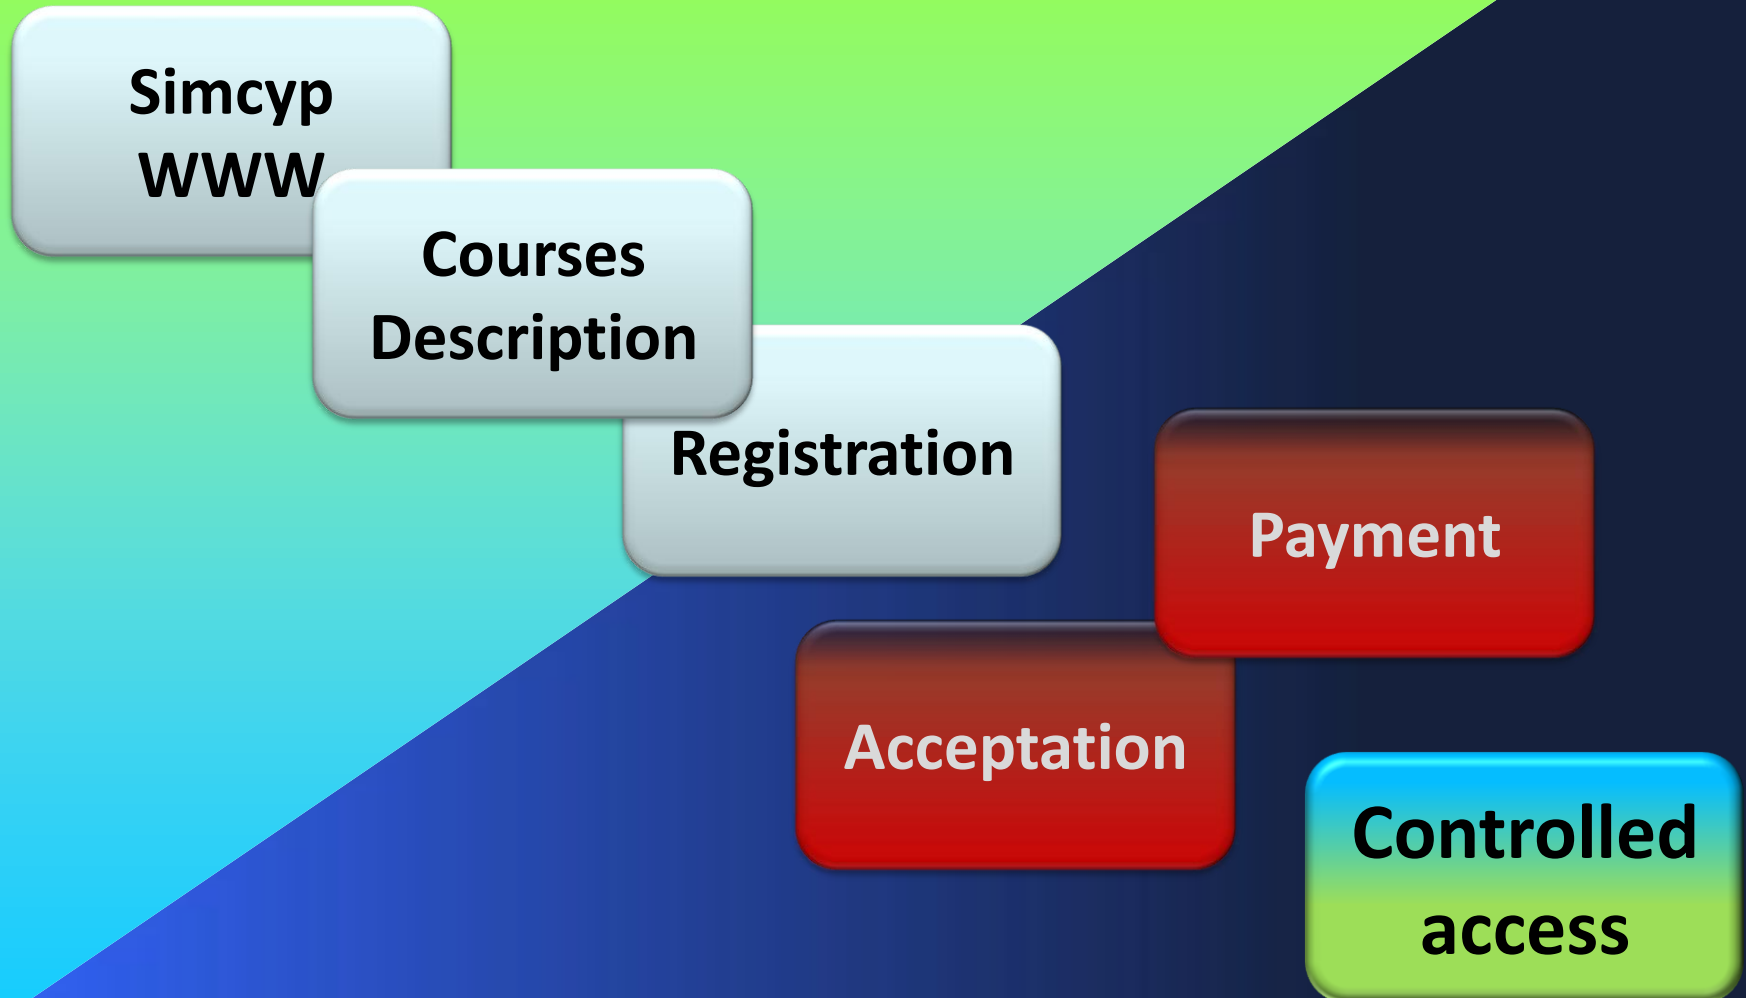 Simcyp
WWW
Courses
Description
Registration
Payment
Acceptation
Controlled
access